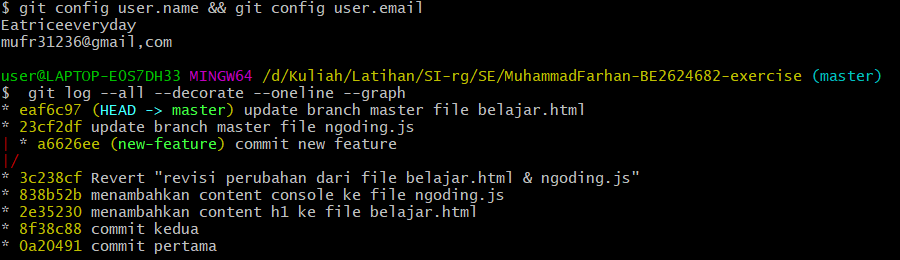 $ git config user.name && git config user.email
Eatriceeveryday
mufr31236@gmail,com
user@LAPTOP-E0S7DH33 MINGW64 /d/Kuliah/Latihan/SI-rg/SE/MuhammadFarhan-BE2624682-exercise (master)
$  git log --all --decorate --oneline --graph
* eaf6c97 (HEAD -> master) update branch master file belajar.html
* 23cf2df update branch master file ngoding.js
| * a6626ee (new-feature) commit new feature
|/
* 3c238cf Revert "revisi perubahan dari file belajar.html & ngoding.js"
* 838b52b menambahkan content console ke file ngoding.js
* 2e35230 menambahkan content h1 ke file belajar.html
* 8f38c88 commit kedua
* 0a20491 commit pertama